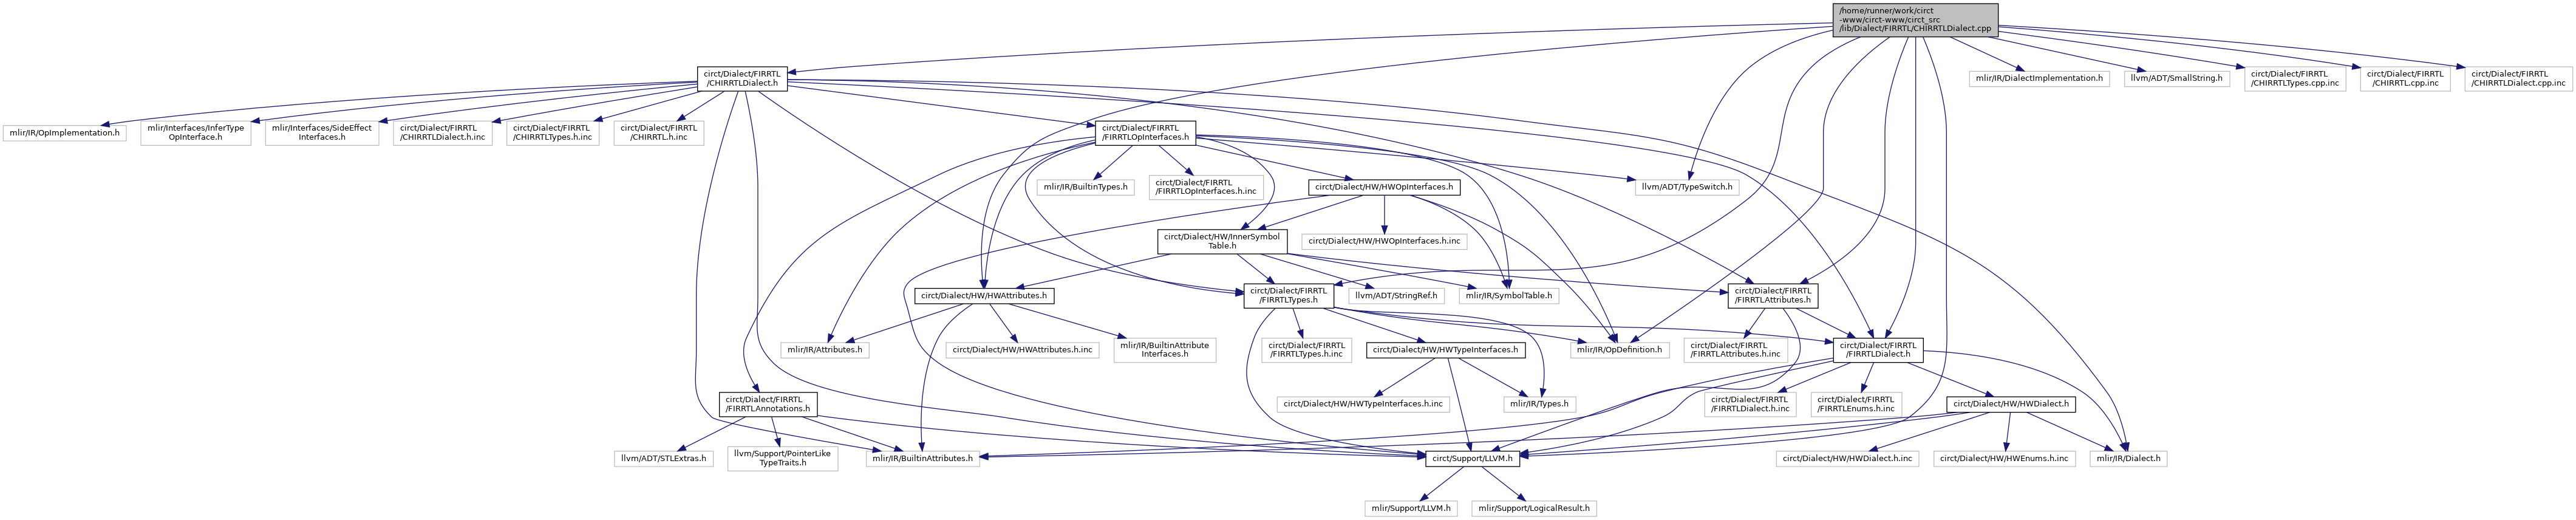 /home/runner/work/circt
-www/circt-www/circt_src
/lib/Dialect/FIRRTL/CHIRRTLDialect.cpp
circt/Dialect/FIRRTL
/CHIRRTLDialect.h
mlir/IR/DialectImplementation.h
llvm/ADT/SmallString.h
circt/Dialect/FIRRTL
/CHIRRTLTypes.cpp.inc
circt/Dialect/FIRRTL
/CHIRRTL.cpp.inc
circt/Dialect/FIRRTL
/CHIRRTLDialect.cpp.inc
mlir/IR/OpImplementation.h
mlir/Interfaces/InferType
OpInterface.h
mlir/Interfaces/SideEffect
Interfaces.h
circt/Dialect/FIRRTL
/CHIRRTLDialect.h.inc
circt/Dialect/FIRRTL
/CHIRRTLTypes.h.inc
circt/Dialect/FIRRTL
/CHIRRTL.h.inc
circt/Dialect/FIRRTL
/FIRRTLOpInterfaces.h
mlir/IR/BuiltinTypes.h
circt/Dialect/FIRRTL
/FIRRTLOpInterfaces.h.inc
circt/Dialect/HW/HWOpInterfaces.h
llvm/ADT/TypeSwitch.h
circt/Dialect/HW/InnerSymbol
Table.h
circt/Dialect/HW/HWOpInterfaces.h.inc
circt/Dialect/HW/HWAttributes.h
circt/Dialect/FIRRTL
/FIRRTLTypes.h
llvm/ADT/StringRef.h
mlir/IR/SymbolTable.h
circt/Dialect/FIRRTL
/FIRRTLAttributes.h
mlir/IR/Attributes.h
circt/Dialect/HW/HWAttributes.h.inc
mlir/IR/BuiltinAttribute
Interfaces.h
circt/Dialect/FIRRTL
/FIRRTLTypes.h.inc
circt/Dialect/HW/HWTypeInterfaces.h
mlir/IR/OpDefinition.h
circt/Dialect/FIRRTL
/FIRRTLAttributes.h.inc
circt/Dialect/FIRRTL
/FIRRTLDialect.h
circt/Dialect/FIRRTL
/FIRRTLAnnotations.h
circt/Dialect/HW/HWTypeInterfaces.h.inc
mlir/IR/Types.h
circt/Dialect/FIRRTL
/FIRRTLDialect.h.inc
circt/Dialect/FIRRTL
/FIRRTLEnums.h.inc
circt/Dialect/HW/HWDialect.h
llvm/ADT/STLExtras.h
llvm/Support/PointerLike
TypeTraits.h
mlir/IR/BuiltinAttributes.h
circt/Support/LLVM.h
circt/Dialect/HW/HWDialect.h.inc
circt/Dialect/HW/HWEnums.h.inc
mlir/IR/Dialect.h
mlir/Support/LLVM.h
mlir/Support/LogicalResult.h